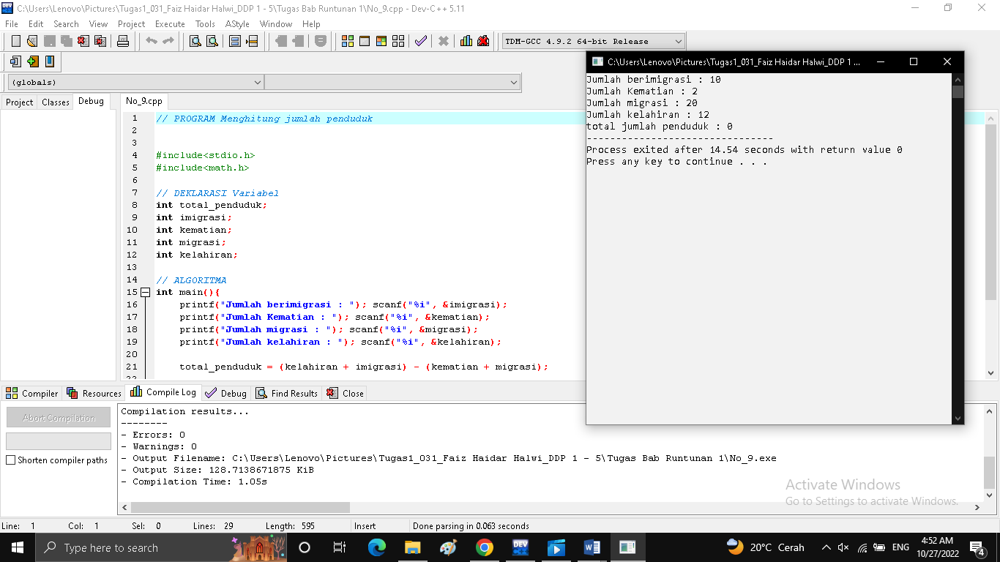 C:\Users\Lenovo\Pictures\Tugas1_031_Faiz Haidar Halwi_DDP 1 - 5\Tugas Bab Runtunan 1\No_9.cpp - Dev-C++ 5.11
File Edit Search View Project Execute Tools AStyle Window Help
TDM-GCC 4.9.2 64-bit Release
(globals)
Project Classes Debug
No_9.cpp
1 // PROGRAM Menghitung jumlah penduduk
2
3
4 #include<stdio.h>
5 #include<math.h>
6
7 // DEKLARASI Variabel
8 int total_penduduk;
9 int imigrasi;
10 int kematian;
11 int migrasi;
12 int kelahiran;
13
14 // ALGORITMA
15 int main(){
16 printf("Jumlah berimigrasi : "); scanf("%i", &imigrasi);
17 printf("Jumlah Kematian : "); scanf("%i", &kematian);
18 printf("Jumlah migrasi : "); scanf("%i", &migrasi);
19 printf("Jumlah kelahiran : "); scanf("%i", &kelahiran);
20
21 total_penduduk = (kelahiran + imigrasi) - (kematian + migrasi);
22
C:\Users\Lenovo\Pictures\Tugas1_031_Faiz Haidar Halwi_DDP 1 ...
Jumlah berimigrasi : 10
Jumlah Kematian : 2
Jumlah migrasi : 20
Jumlah kelahiran : 12
total jumlah penduduk : 0
--------------------------------
Process exited after 14.54 seconds with return value 0
Press any key to continue . . .
Compiler Resources Compile Log Debug Find Results Close
Abort Compilation
Shorten compiler paths
Compilation results...
--------
- Errors: 0
- Warnings: 0
- Output Filename: C:\Users\Lenovo\Pictures\Tugas1_031_Faiz Haidar Halwi_DDP 1 - 5\Tugas Bab Runtunan 1\No_9.exe
- Output Size: 128.7138671875 KiB
- Compilation Time: 1.05s
Activate Windows
Go to Settings to activate Windows.
Line: 1 Col: 1 Sel: 0 Lines: 29 Length: 595 Insert Done parsing in 0.063 seconds
Type here to search
DEV
20°C Cerah
ENG
4:52 AM
10/27/2022
4